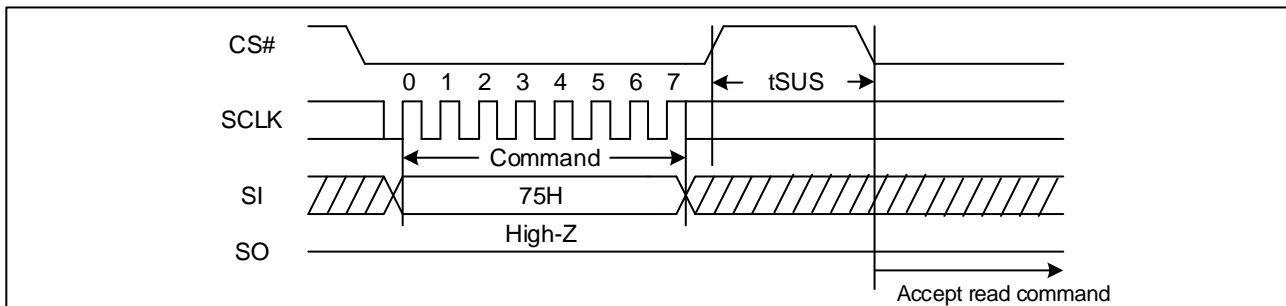 CS#
0 1 2 3 4 5 6 7
tSUS
SCLK
Command
SI
75H
High-Z
SO
Accept read command